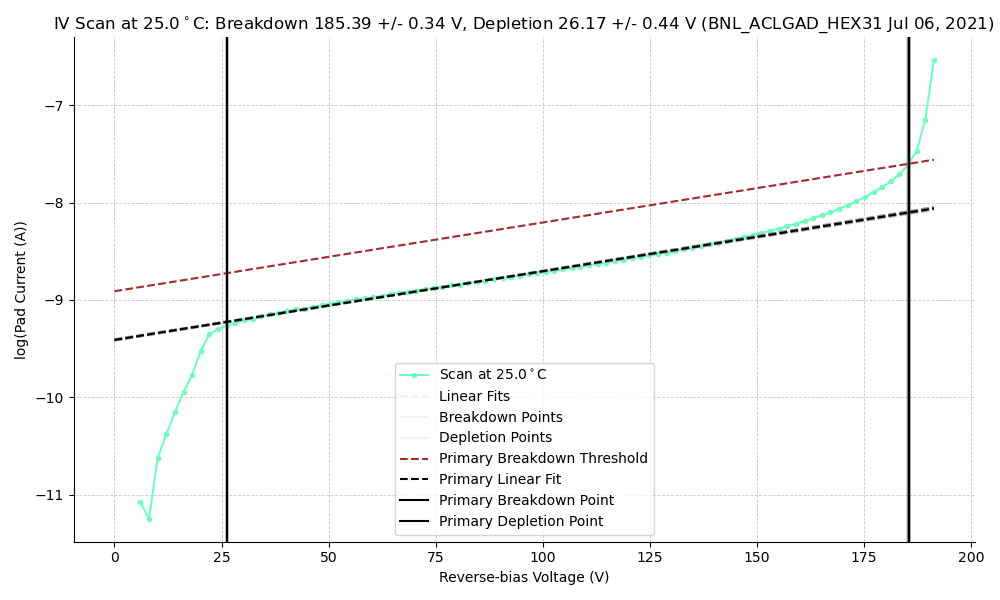 IV Scan at 25.0°C: Breakdown 185.39 +/- 0.34 V, Depletion 26.17 +/- 0.44 V (BNL_ACLGAD_HEX31 Jul 06, 2021)
log(Pad Current (A))
−7
−8
−9
−10
−11
Scan at 25.0°C
Linear Fits
Breakdown Points
Depletion Points
Primary Breakdown Threshold
Primary Linear Fit
Primary Breakdown Point
Primary Depletion Point
0 25 50 75 100 125 150 175 200
Reverse-bias Voltage (V)